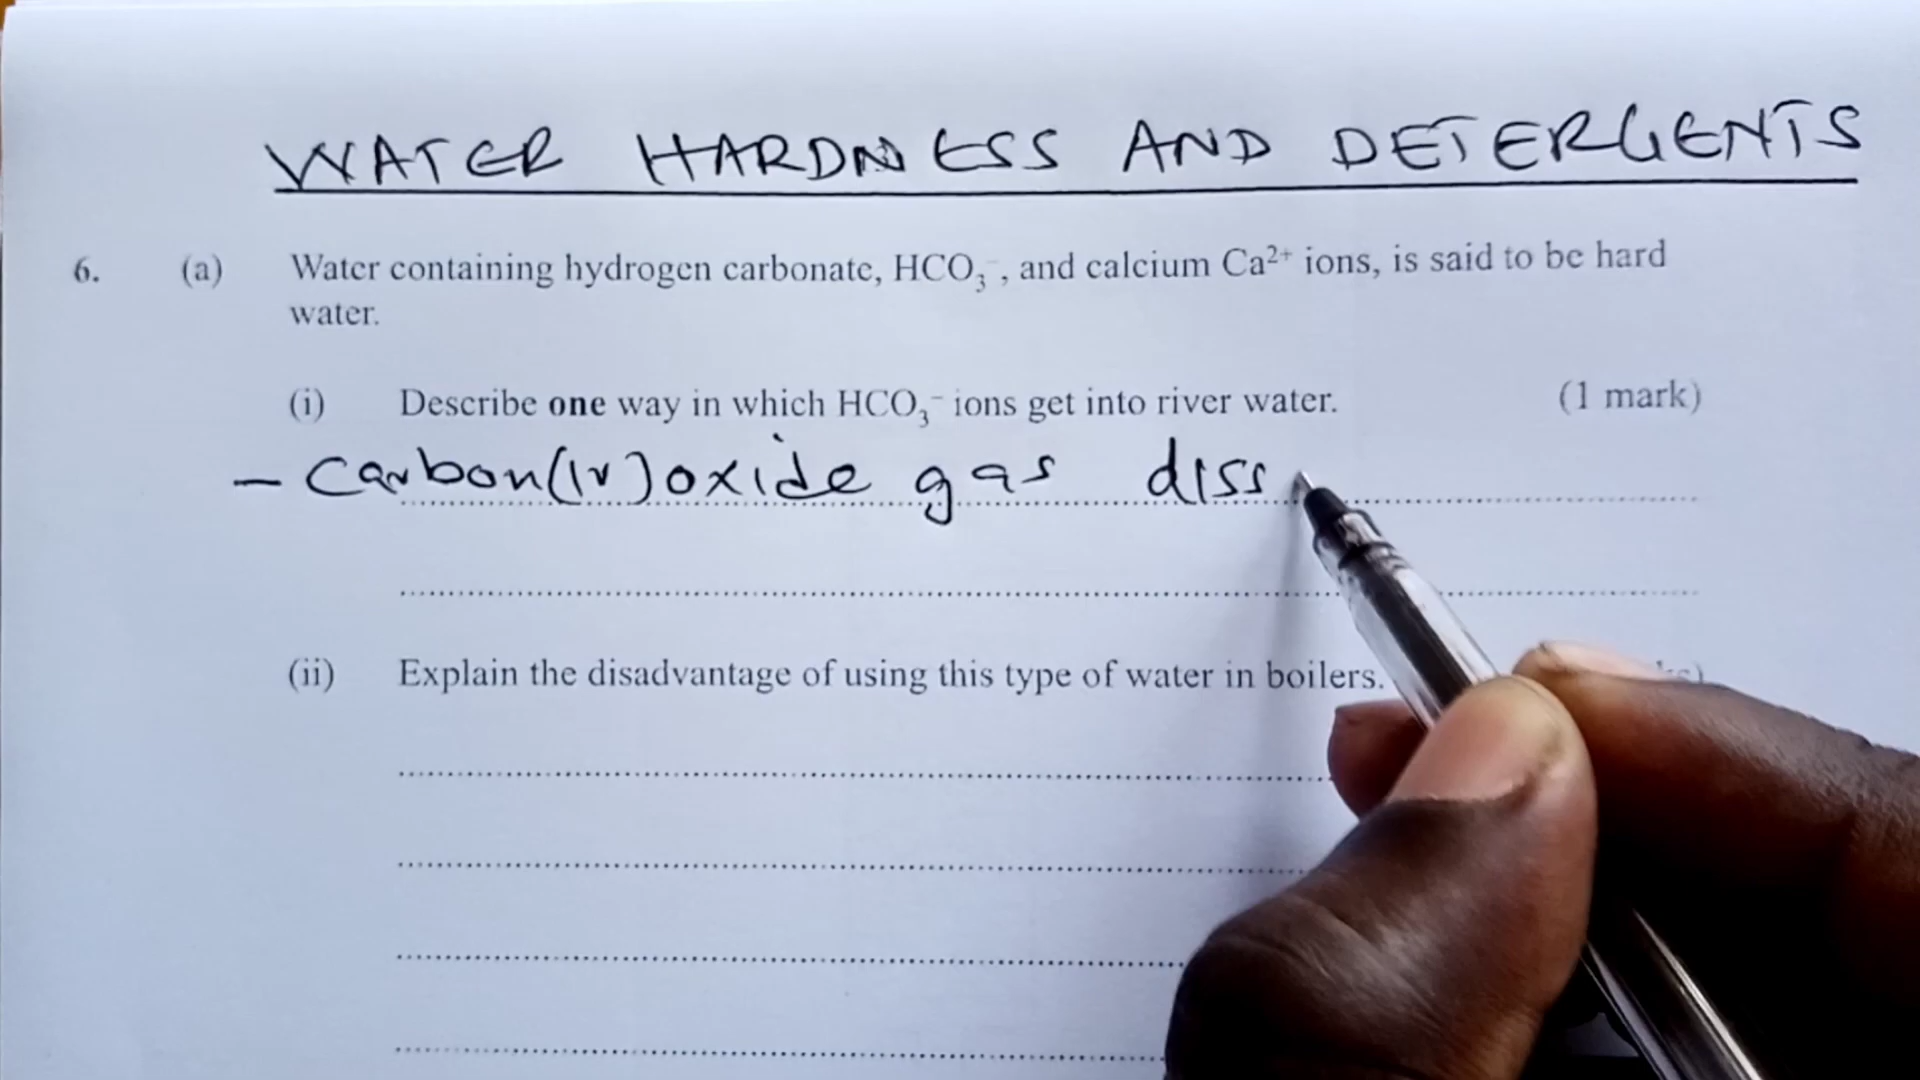 WATER HARDNESS AND DETERGENTS
6. (a) Water containing hydrogen carbonate, HCO₃⁻, and calcium Ca²⁺ ions, is said to be hard
water.
(i) Describe one way in which HCO₃⁻ ions get into river water. (1 mark)
- Carbon(IV)oxide gas diss
(ii) Explain the disadvantage of using this type of water in boilers.